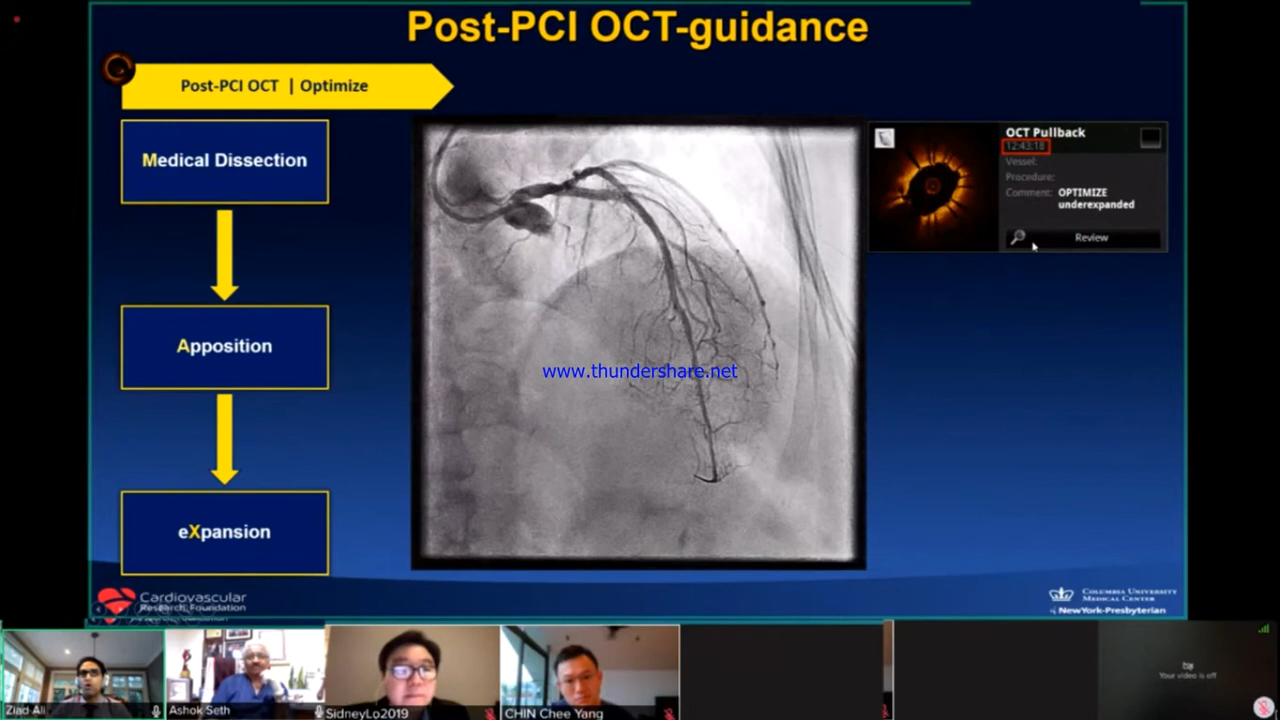 Post-PCI OCT-guidance
Post-PCI OCT | Optimize
Medical Dissection
Apposition
eXpansion
OCT Pullback
12:43:18
Vessel:
Procedure:
Comment: OPTIMIZE
underexpanded
Review
www.thundershare.net
Cardiovascular
Research Foundation
COLUMBIA UNIVERSITY
MEDICAL CENTER
NewYork-Presbyterian
Ziad Ali
Ashok Seth
SidneyLo2019
CHIN Chee Yang
Your video is off